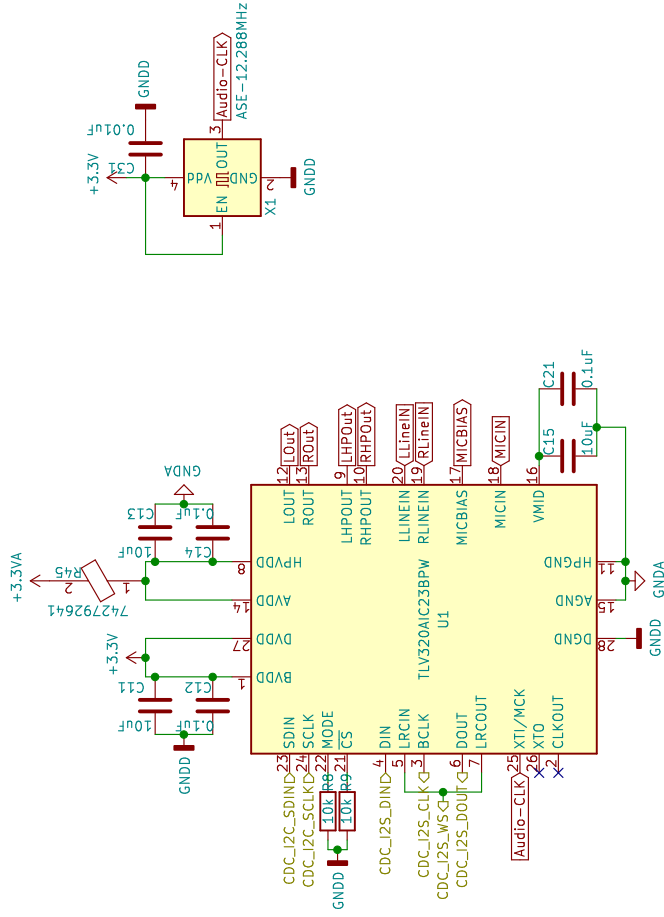 ASE-12.288MHz
Audio-CLK
GNDD
0.01uF
C31
+3.3V
3
OUT
4
Vdd
GND
2
GNDD
EN
1
X1
C21
0.1uF
C15
10uF
LOut
ROut
LHPOut
RHPOut
LLineIN
RLineIN
MICBIAS
MICIN
12
13
9
10
20
19
17
18
16
LOUT
ROUT
LHPOUT
RHPOUT
LLINEIN
RLINEIN
MICBIAS
MICIN
VMID
GNDA
C13
10uF
0.1uF
C14
+3.3VA
R45
2
1
742792641
+3.3V
C11
10uF
C12
0.1uF
GNDD
8
HPVDD
14
AVDD
27
DVDD
1
BVDD
TLV320AIC23BPW
U1
HPGND
11
AGND
15
DGND
28
GNDA
GNDD
SDIN
SCLK
MODE
CS
DIN
LRCIN
BCLK
DOUT
LRCOUT
XTI/MCK
XTO
CLKOUT
23
24
22
21
4
5
3
6
7
25
26
2
CDC_I2C_SDIN
CDC_I2C_SCLK
R8
10k
R9
10k
GNDD
CDC_I2S_DIN
CDC_I2S_CLK
CDC_I2S_WS
CDC_I2S_DOUT
Audio-CLK